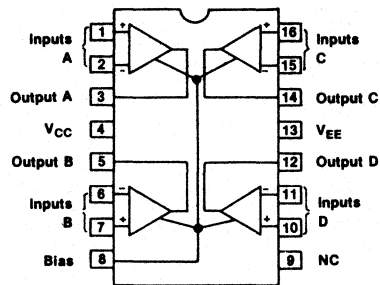 1 + + 16
Inputs A Inputs C
2 − − 15
Output A 3 14 Output C
VCC 4 13 VEE
Output B 5 12 Output D
6 − − 11
Inputs B Inputs D
7 + + 10
Bias 8 9 NC